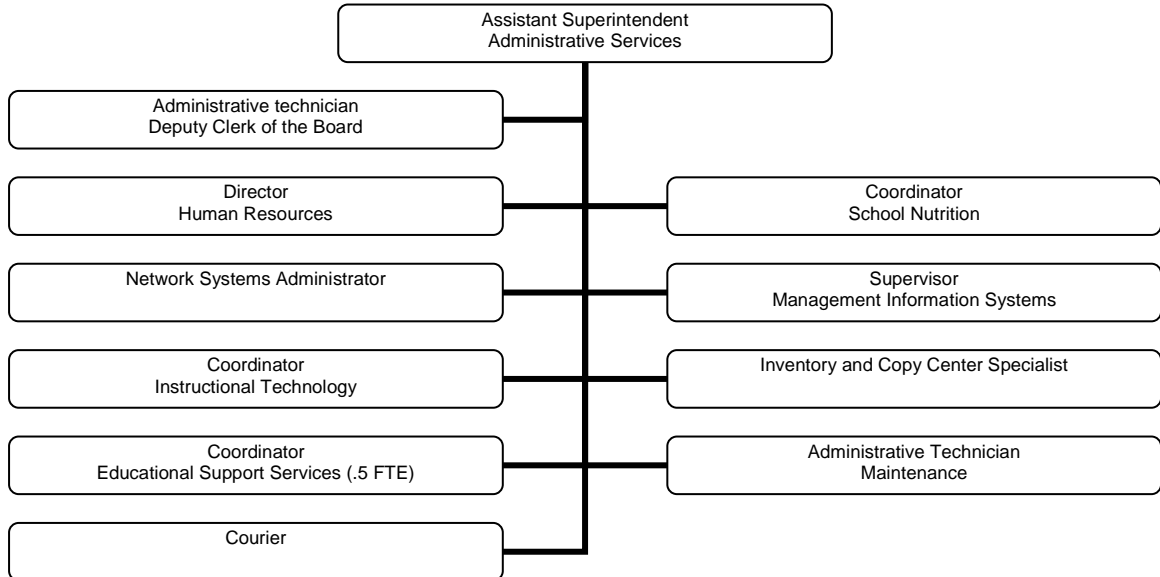 Assistant Superintendent
Administrative Services
Administrative technician
Deputy Clerk of the Board
Director
Human Resources
Coordinator
School Nutrition
Network Systems Administrator
Supervisor
Management Information Systems
Coordinator
Instructional Technology
Inventory and Copy Center Specialist
Coordinator
Educational Support Services (.5 FTE)
Administrative Technician
Maintenance
Courier